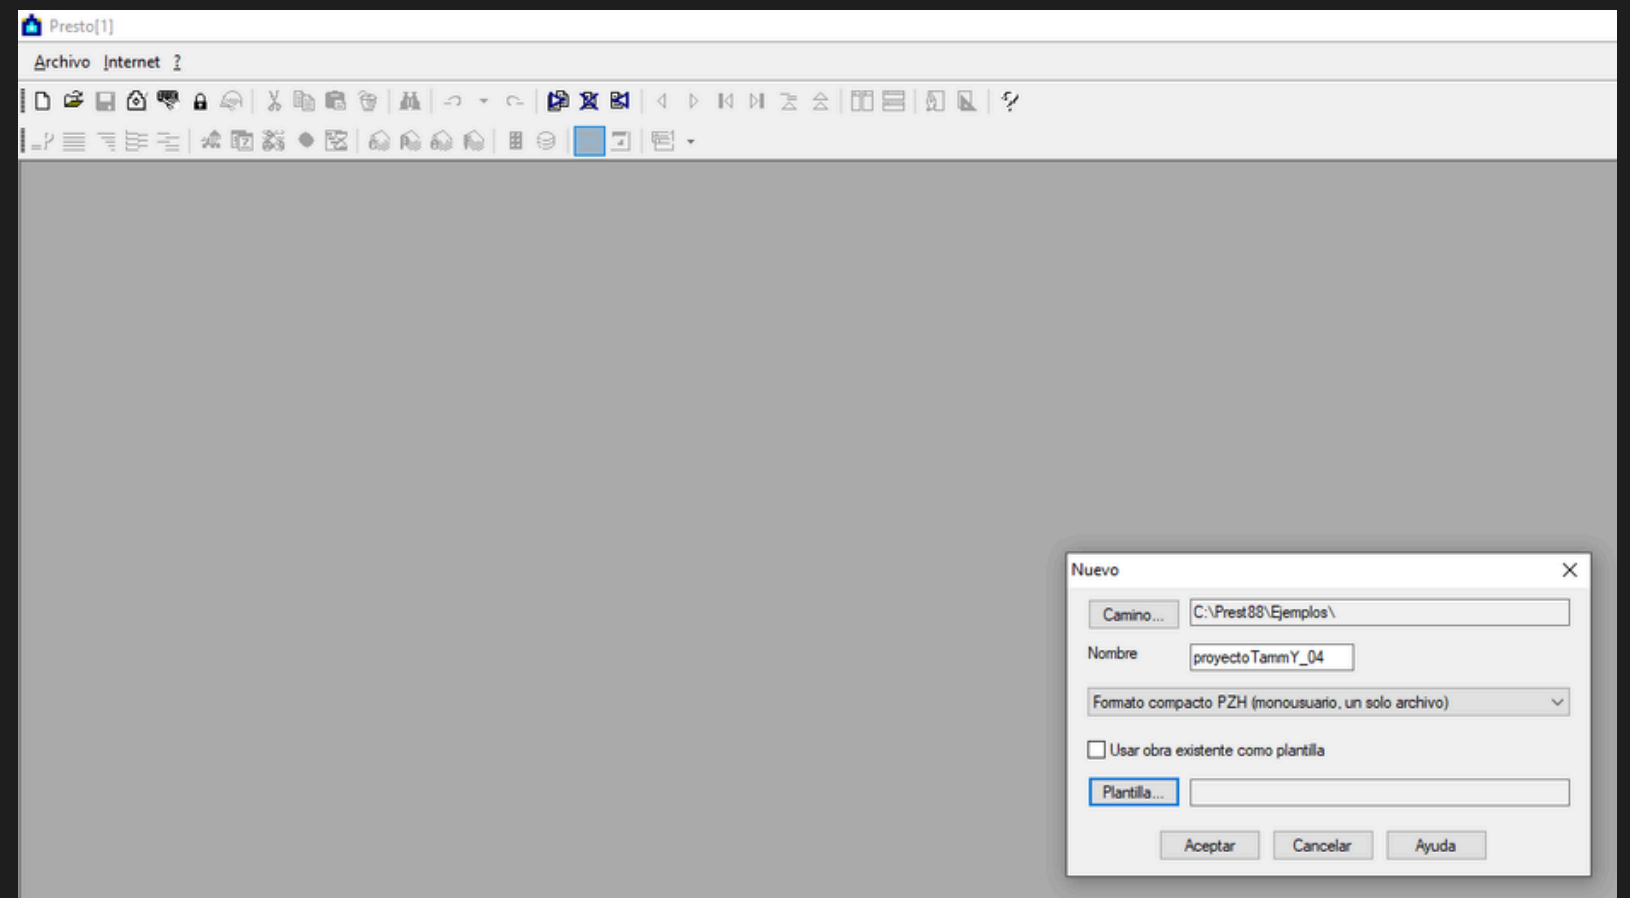 Presto[1]
Archivo Internet ?
Nuevo
Camino... C:\Prest88\Ejemplos\
Nombre proyectoTammY_04
Formato compacto PZH (monousuario, un solo archivo)
Usar obra existente como plantilla
Plantilla...
Aceptar Cancelar Ayuda